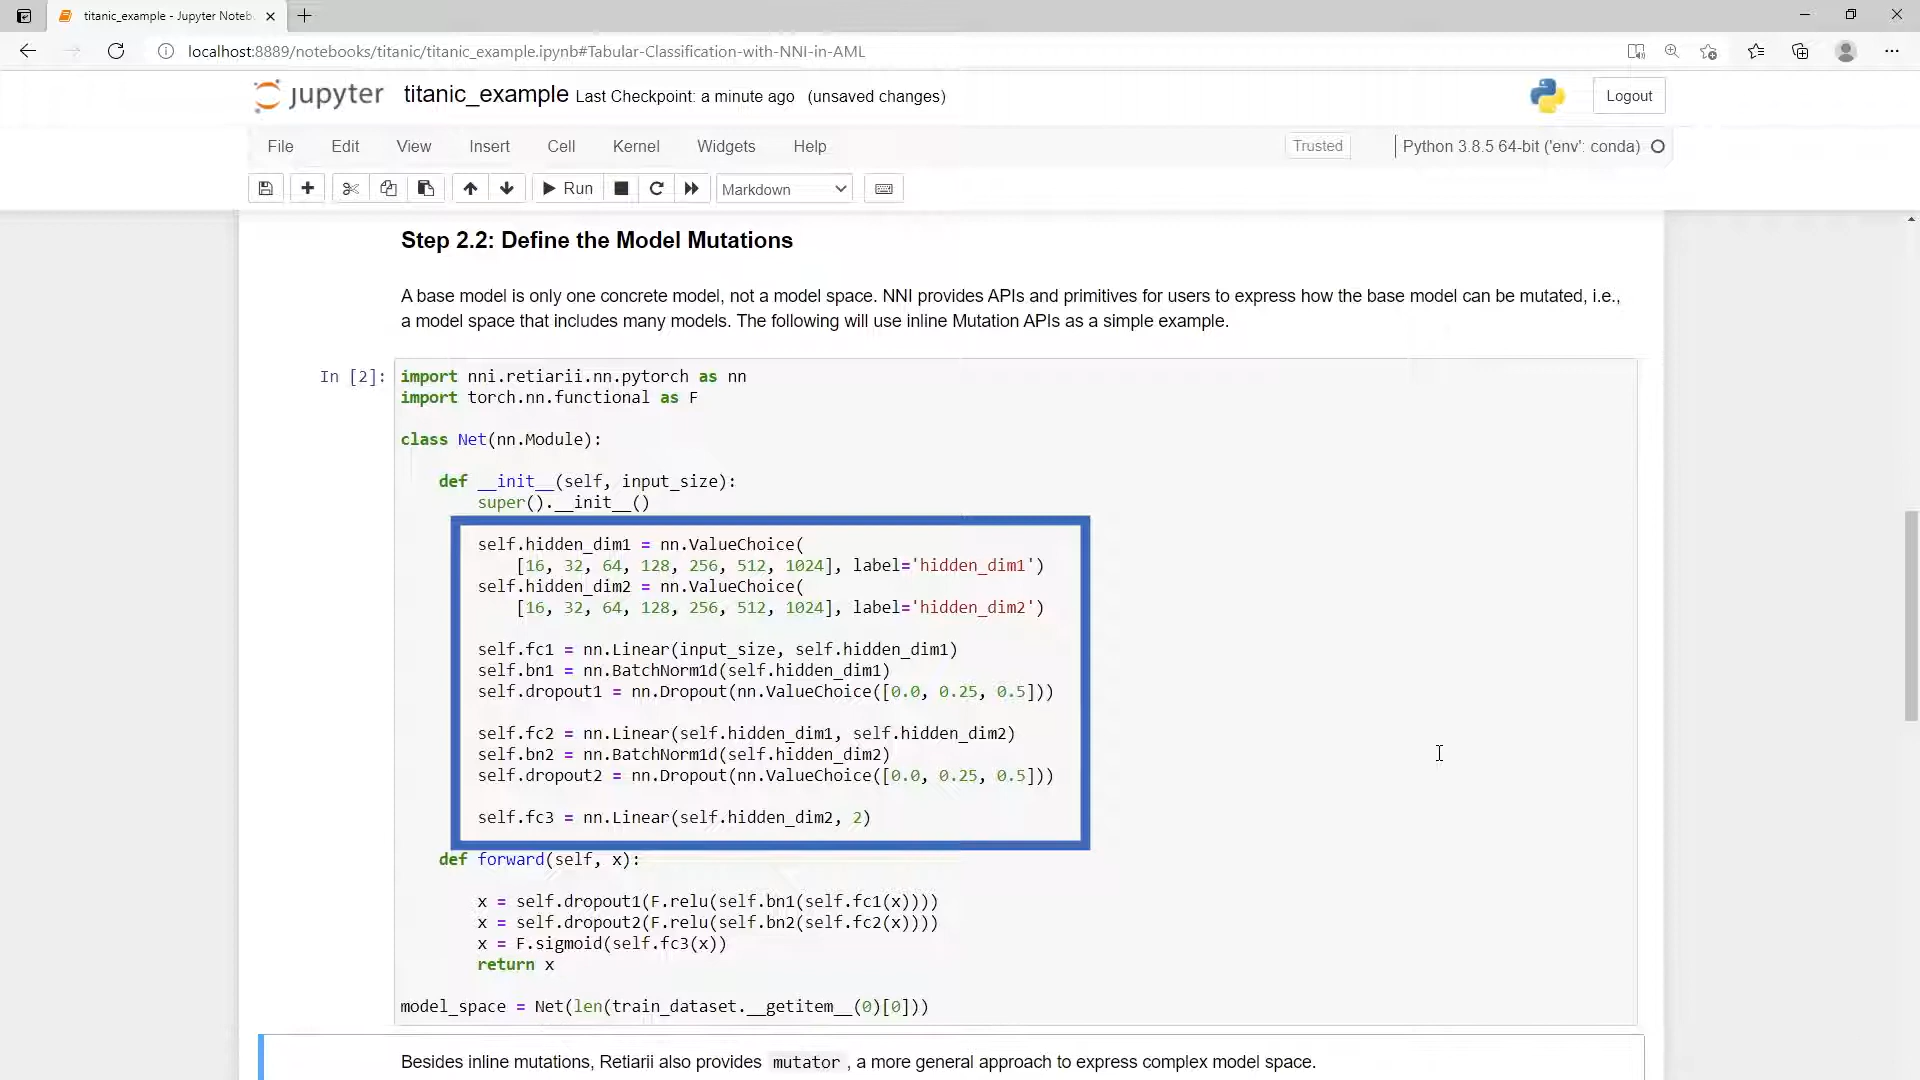 titanic_example - Jupyter Noteb
localhost:8889/notebooks/titanic/titanic_example.ipynb#Tabular-Classification-with-NNI-in-AML
jupyter titanic_example Last Checkpoint: a minute ago (unsaved changes) Logout
File Edit View Insert Cell Kernel Widgets Help Trusted Python 3.8.5 64-bit ('env': conda)
Run Markdown
Step 2.2: Define the Model Mutations
A base model is only one concrete model, not a model space. NNI provides APIs and primitives for users to express how the base model can be mutated, i.e.,
a model space that includes many models. The following will use inline Mutation APIs as a simple example.
In [2]: import nni.retiarii.nn.pytorch as nn
import torch.nn.functional as F
class Net(nn.Module):
def __init__(self, input_size):
super().__init__()
self.hidden_dim1 = nn.ValueChoice(
[16, 32, 64, 128, 256, 512, 1024], label='hidden_dim1')
self.hidden_dim2 = nn.ValueChoice(
[16, 32, 64, 128, 256, 512, 1024], label='hidden_dim2')
self.fc1 = nn.Linear(input_size, self.hidden_dim1)
self.bn1 = nn.BatchNorm1d(self.hidden_dim1)
self.dropout1 = nn.Dropout(nn.ValueChoice([0.0, 0.25, 0.5]))
self.fc2 = nn.Linear(self.hidden_dim1, self.hidden_dim2)
self.bn2 = nn.BatchNorm1d(self.hidden_dim2)
self.dropout2 = nn.Dropout(nn.ValueChoice([0.0, 0.25, 0.5]))
self.fc3 = nn.Linear(self.hidden_dim2, 2)
def forward(self, x):
x = self.dropout1(F.relu(self.bn1(self.fc1(x))))
x = self.dropout2(F.relu(self.bn2(self.fc2(x))))
x = F.sigmoid(self.fc3(x))
return x
model_space = Net(len(train_dataset.__getitem__(0)[0]))
Besides inline mutations, Retiarii also provides mutator , a more general approach to express complex model space.